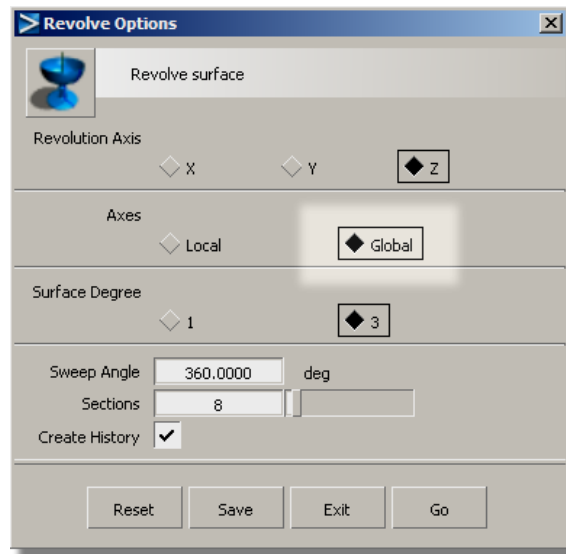 Revolve Options
Revolve surface
Revolution Axis
X Y Z
Axes
Local Global
Surface Degree
1 3
Sweep Angle 360.0000 deg
Sections 8
Create History
Reset Save Exit Go